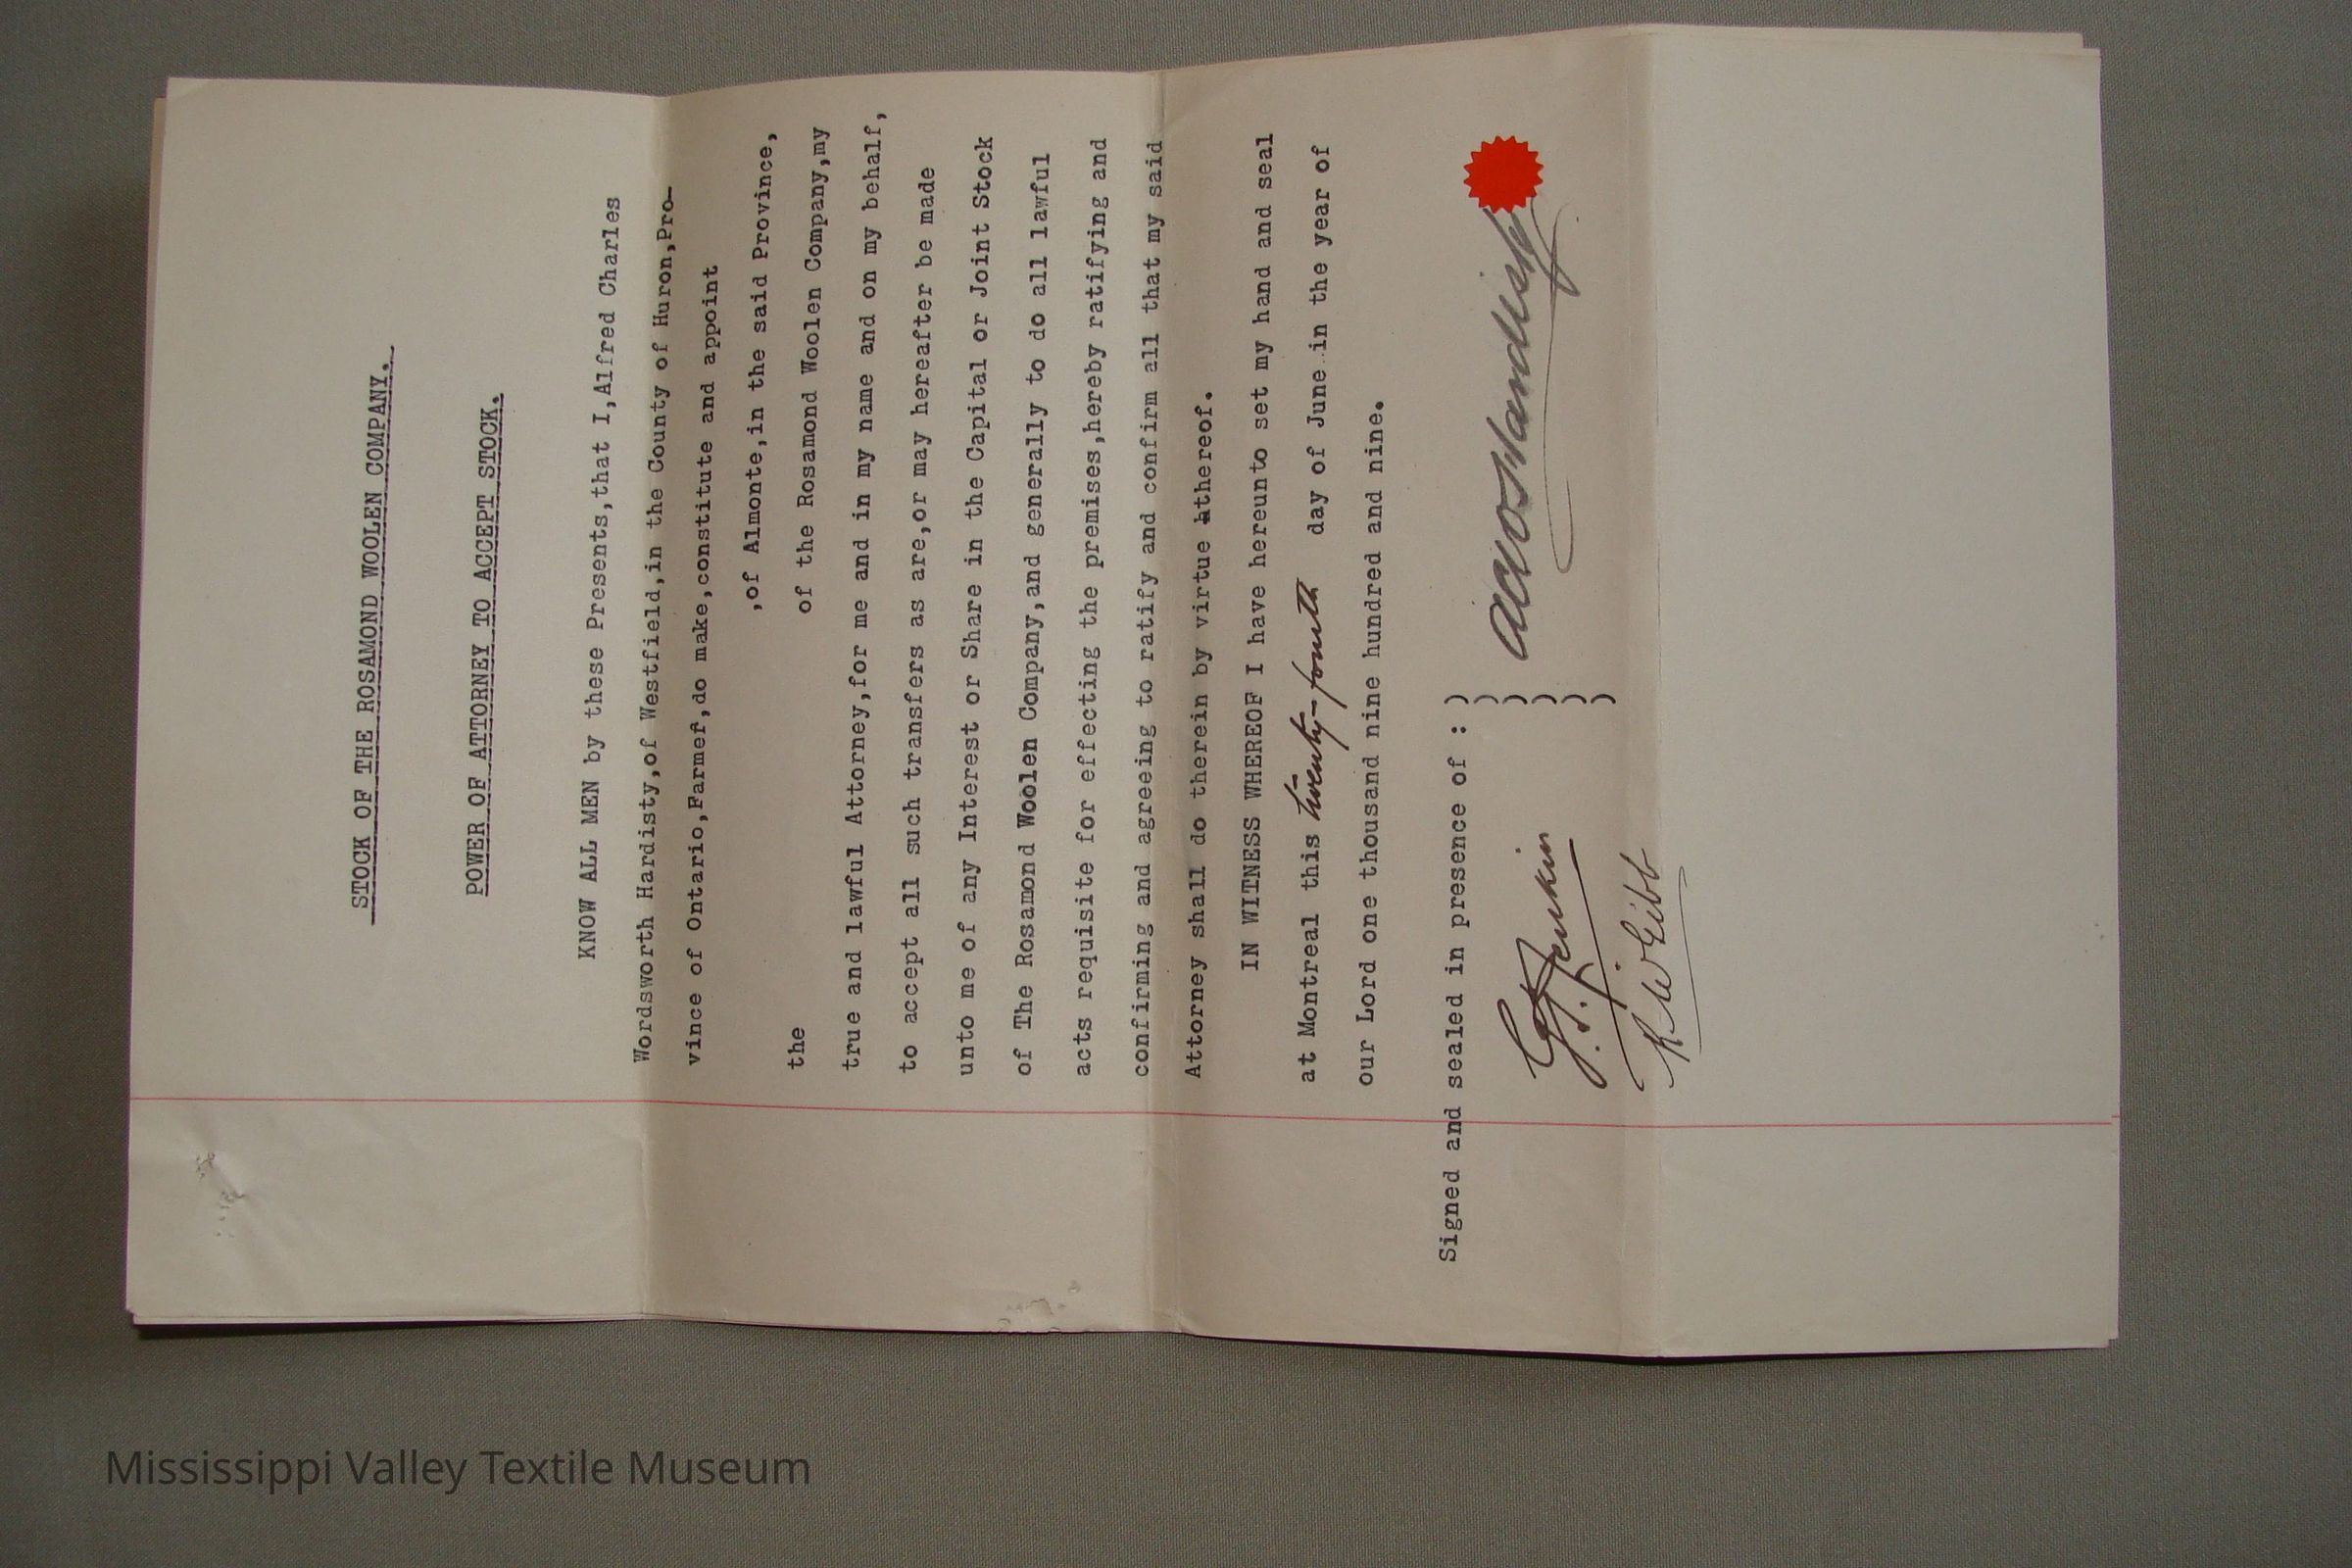 STOCK OF THE ROSAMOND WOOLEN COMPANY.
POWER OF ATTORNEY TO ACCEPT STOCK.
KNOW ALL MEN by these Presents,that I,Alfred Charles
Wordsworth Hardisty,of Westfield,in the County of Huron,Pro-
vince of Ontario,Farmer,do make,constitute and appoint
,of Almonte,in the said Province,
the of the Rosamond Woolen Company,my
true and lawful Attorney,for me and in my name and on my behalf,
to accept all such transfers as are,or may hereafter be made
unto me of any Interest or Share in the Capital or Joint Stock
of The Rosamond Woolen Company,and generally to do all lawful
acts requisite for effecting the premises,hereby ratifying and
confirming and agreeing to ratify and confirm all that my said
Attorney shall do therein by virtue thereof.
IN WITNESS WHEREOF I have hereunto set my hand and seal
at Montreal this twenty-fourth day of June in the year of
our Lord one thousand nine hundred and nine.
Signed and sealed in presence of : )
)
)
)
)
ACWHardisty
Jenkin
R W Gibb
Mississippi Valley Textile Museum